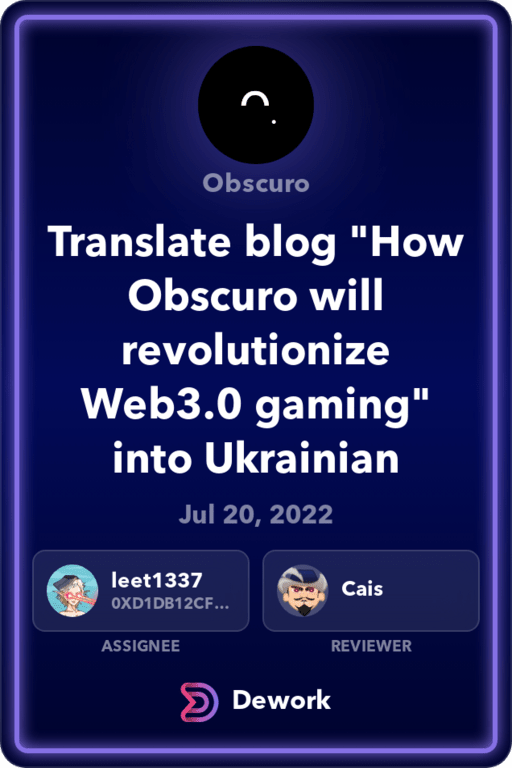 Obscuro
Translate blog "How
Obscuro will
revolutionize
Web3.0 gaming"
into Ukrainian
Jul 20, 2022
leet1337
0XD1DB12CF...
ASSIGNEE
Cais
REVIEWER
Dework